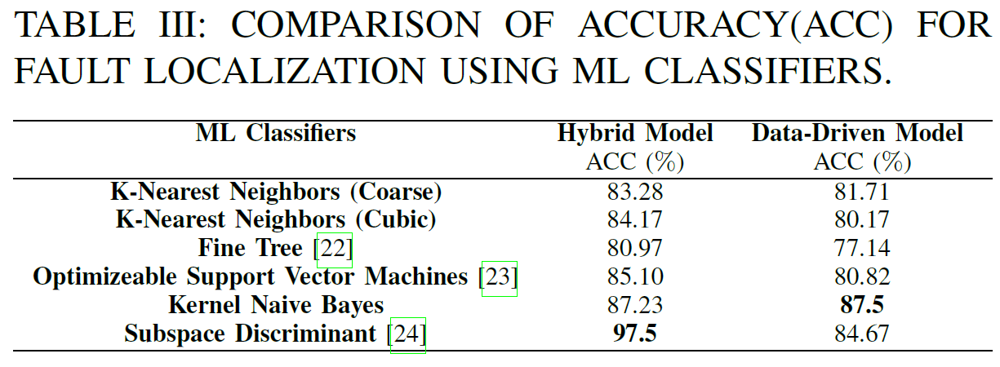 TABLE III: COMPARISON OF ACCURACY(ACC) FOR
FAULT LOCALIZATION USING ML CLASSIFIERS.
ML Classifiers Hybrid Model Data-Driven Model
ACC (%) ACC (%)
K-Nearest Neighbors (Coarse) 83.28 81.71
K-Nearest Neighbors (Cubic) 84.17 80.17
Fine Tree [22] 80.97 77.14
Optimizeable Support Vector Machines [23] 85.10 80.82
Kernel Naive Bayes 87.23 87.5
Subspace Discriminant [24] 97.5 84.67